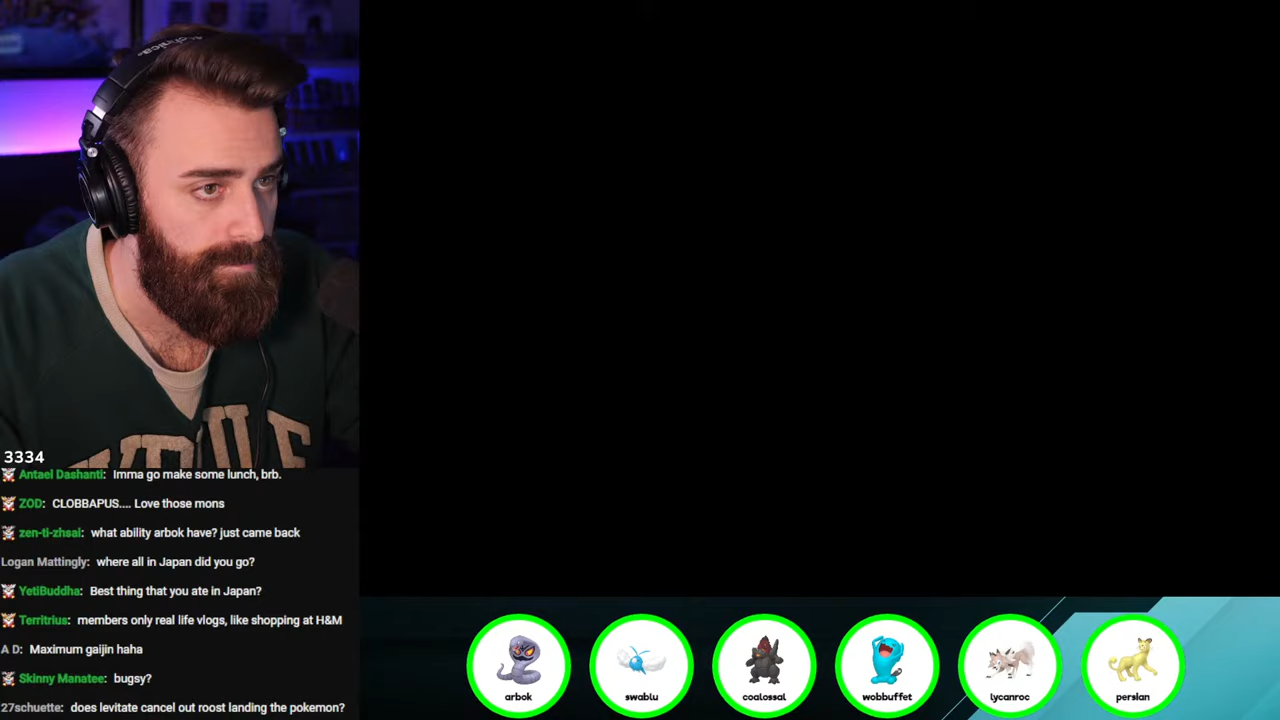 3334
Antael Dashanti: Imma go make some lunch, brb.
ZOD: CLOBBAPUS.... Love those mons
zen-ti-zhsai: what ability arbok have? just came back
Logan Mattingly: where all in Japan did you go?
YetiBuddha: Best thing that you ate in Japan?
Territrius: members only real life vlogs, like shopping at H&M
A D: Maximum gaijin haha
Skinny Manatee: bugsy?
27schuette: does levitate cancel out roost landing the pokemon?
arbok
swablu
coalossal
wobbuffet
lycanroc
persian